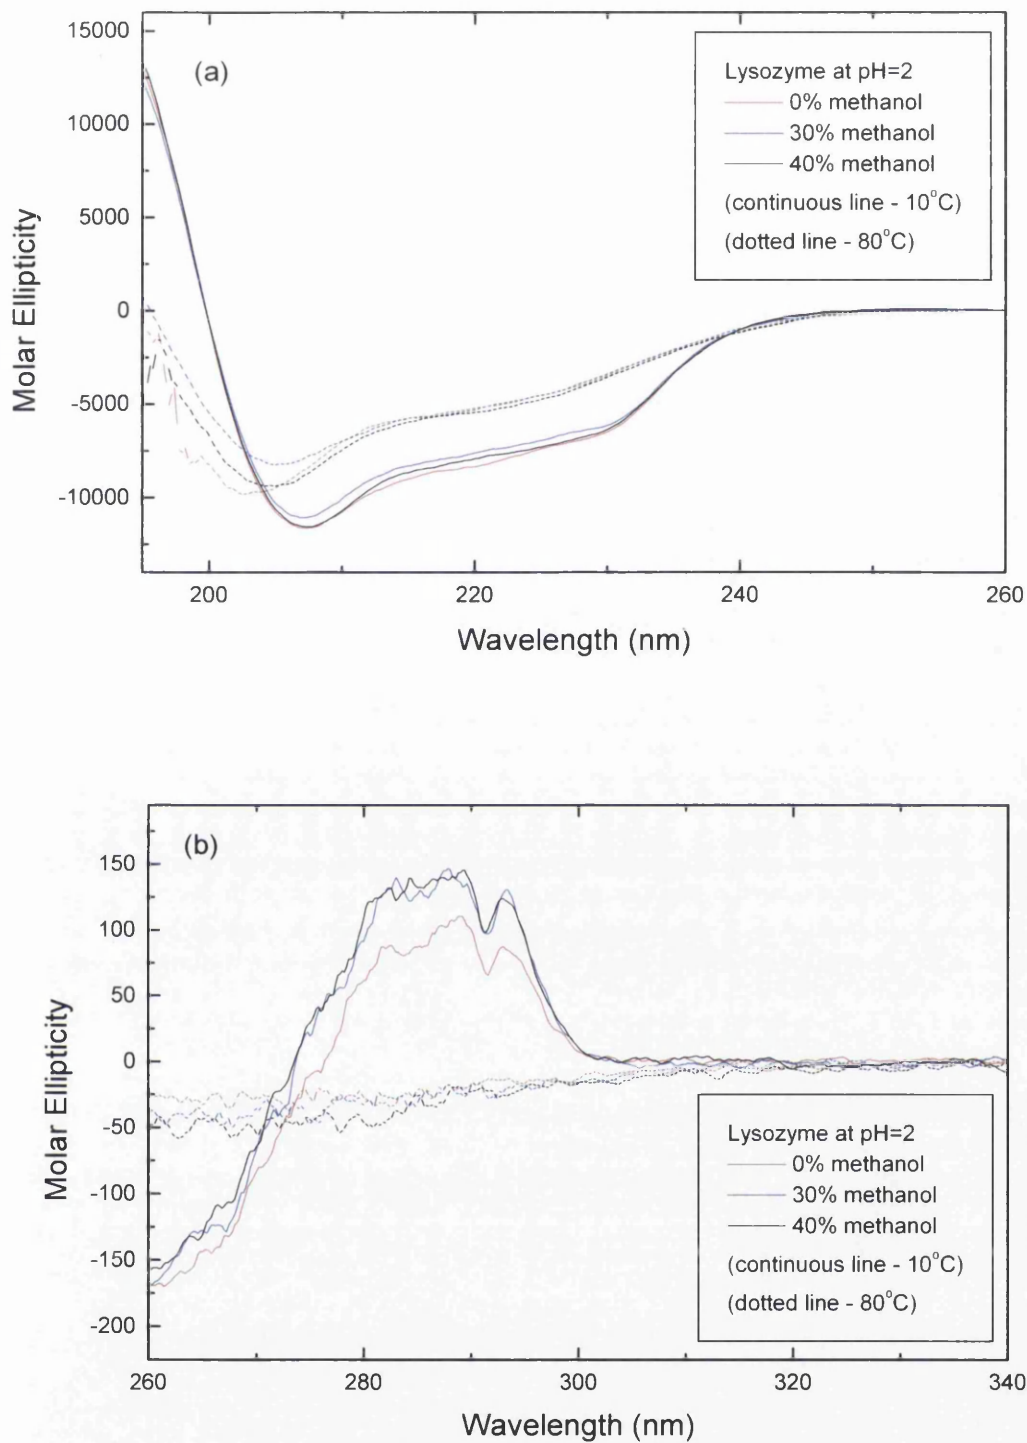 (a)
Lysozyme at pH=2
0% methanol
30% methanol
40% methanol
(continuous line - 10°C)
(dotted line - 80°C)
15000
10000
5000
0
-5000
-10000
Molar Ellipticity
200
220
240
260
Wavelength (nm)
(b)
150
100
50
0
-50
-100
-150
-200
Molar Ellipticity
Lysozyme at pH=2
0% methanol
30% methanol
40% methanol
(continuous line - 10°C)
(dotted line - 80°C)
260
280
300
320
340
Wavelength (nm)